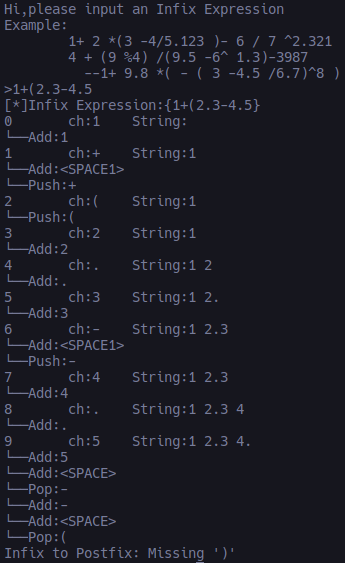 Hi,please input an Infix Expression
Example:
        1+ 2 *(3 -4/5.123 )- 6 / 7 ^2.321
        4 + (9 %4) /(9.5 -6^ 1.3)-3987
          --1+ 9.8 *( - ( 3 -4.5 /6.7)^8 )
>1+(2.3-4.5
[*]Infix Expression:{1+(2.3-4.5}
0       ch:1    String:
└──Add:1
1       ch:+    String:1
└──Add:<SPACE1>
└──Push:+
2       ch:(    String:1
└──Push:(
3       ch:2    String:1
└──Add:2
4       ch:.    String:1 2
└──Add:.
5       ch:3    String:1 2.
└──Add:3
6       ch:-    String:1 2.3
└──Add:<SPACE1>
└──Push:-
7       ch:4    String:1 2.3
└──Add:4
8       ch:.    String:1 2.3 4
└──Add:.
9       ch:5    String:1 2.3 4.
└──Add:5
└──Add:<SPACE>
└──Pop:-
└──Add:-
└──Add:<SPACE>
└──Pop:(
Infix to Postfix: Missing ')'